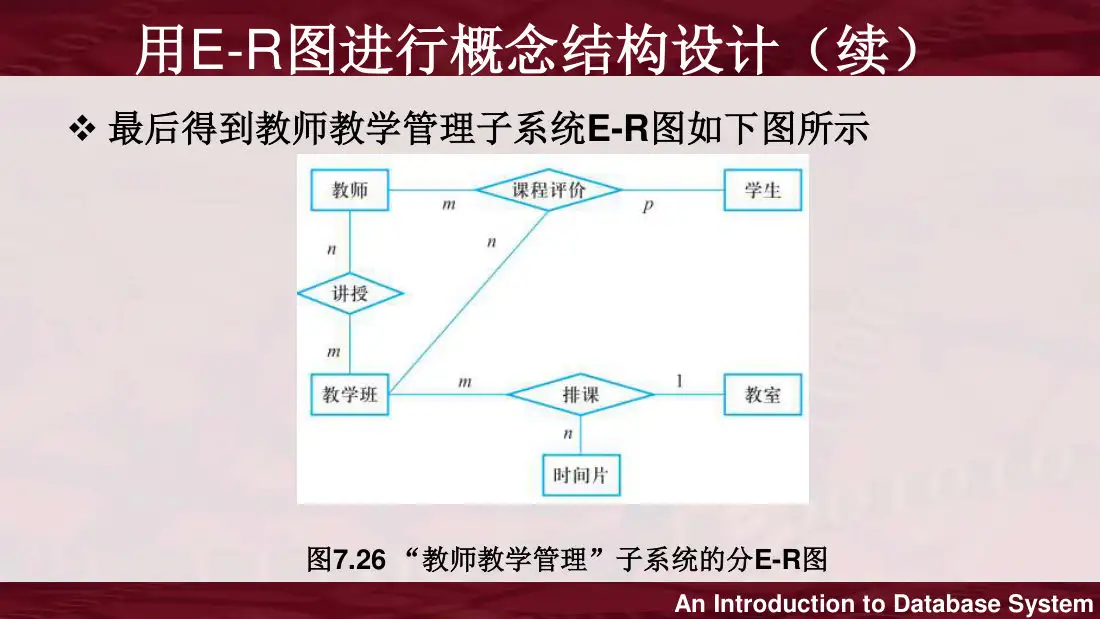 用E-R图进行概念结构设计（续）
❖ 最后得到教师教学管理子系统E-R图如下图所示
教师 m 课程评价 p 学生
n n
讲授
m
教学班 m 排课 1 教室
n
时间片
图7.26 “教师教学管理”子系统的分E-R图
An Introduction to Database System